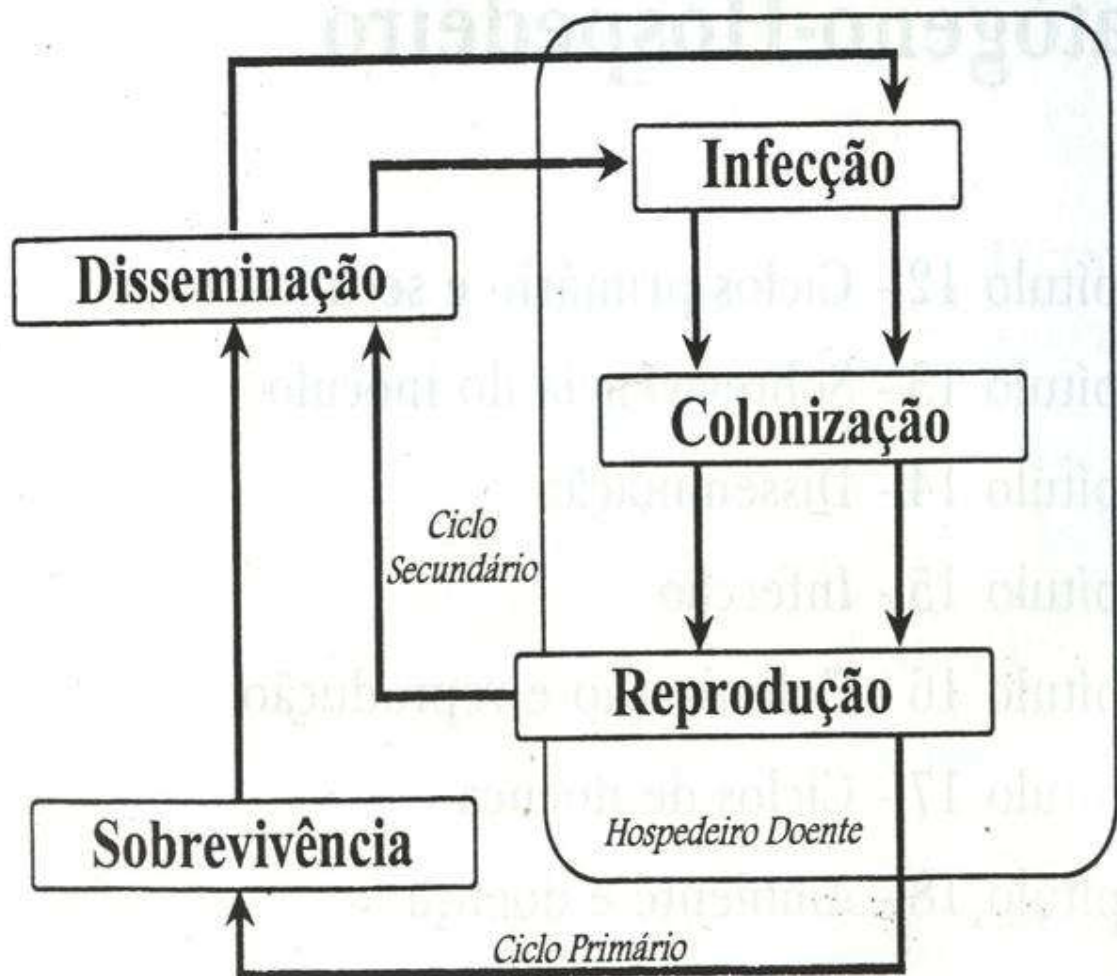 Infecção
Disseminação
Colonização
Ciclo
Secundário
Reprodução
Hospedeiro Doente
Sobrevivência
Ciclo Primário